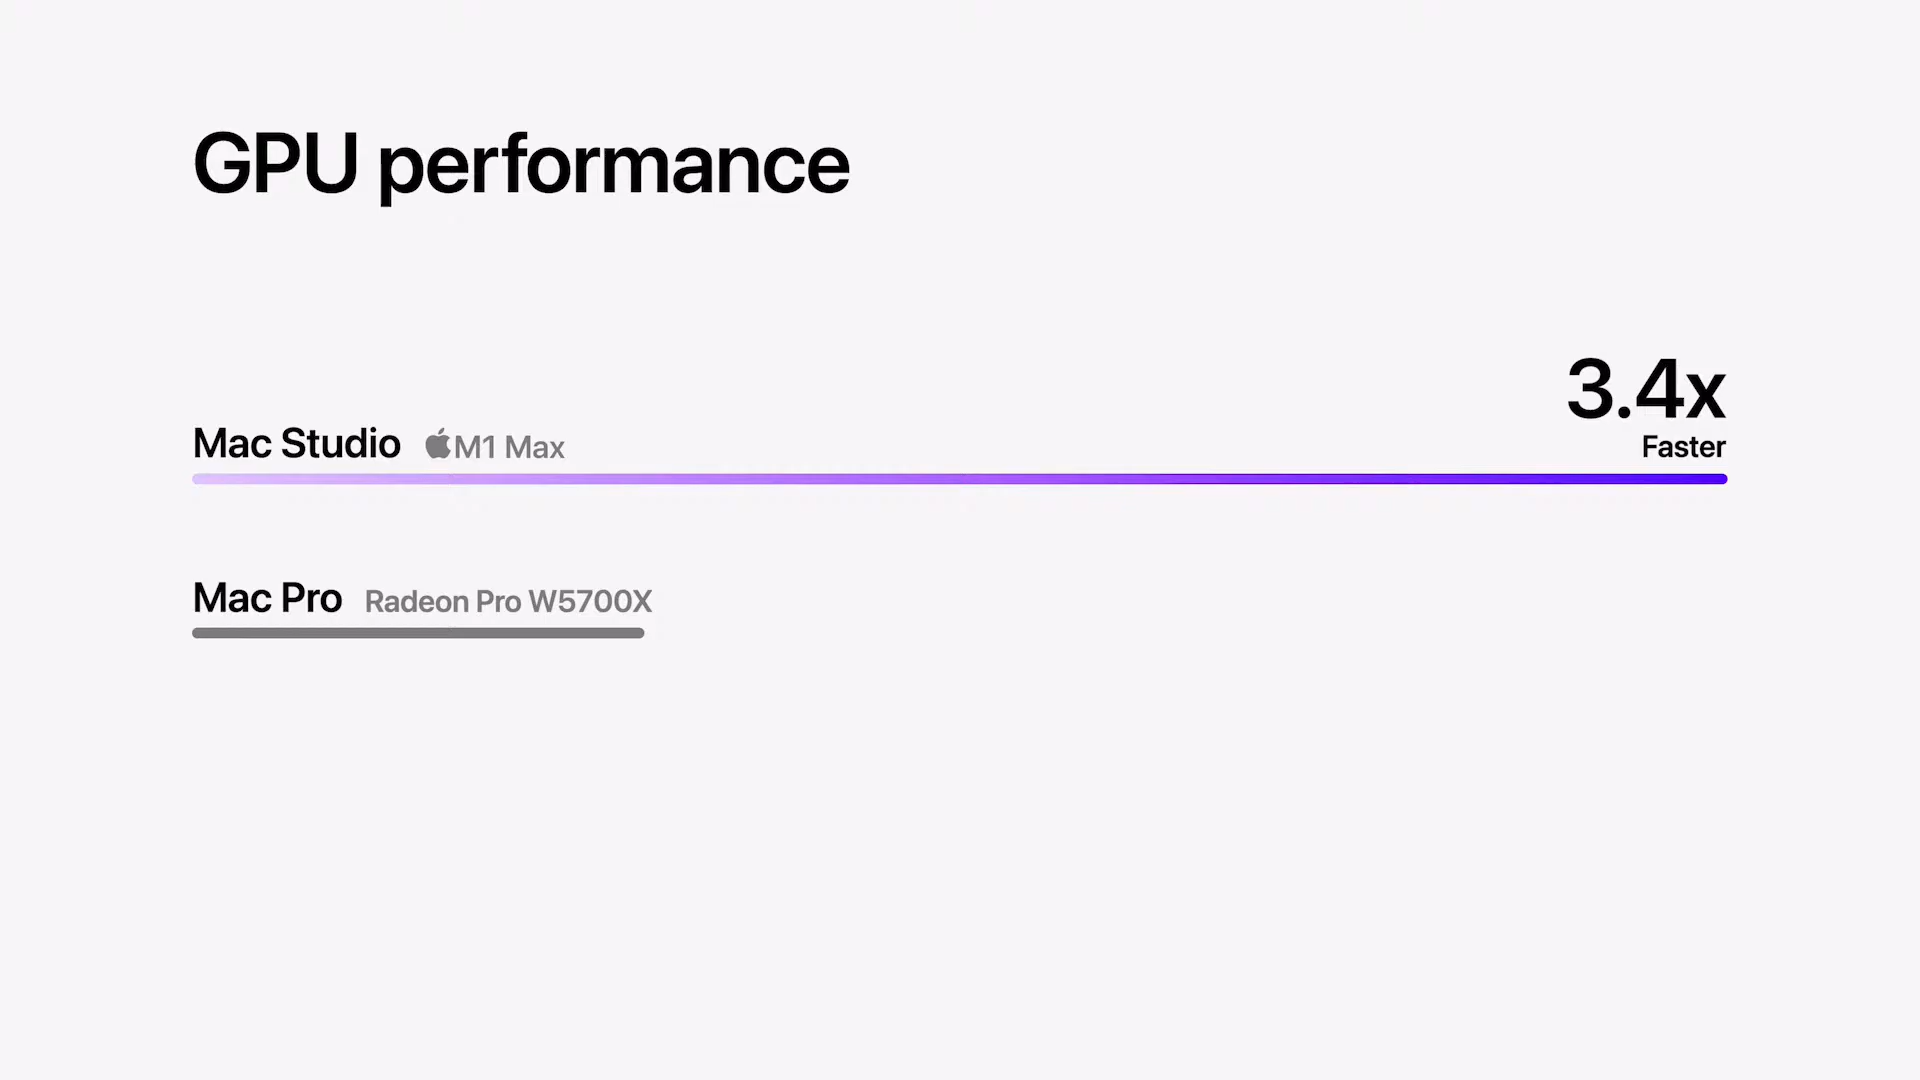 GPU performance
3.4x
Faster
Mac Studio M1 Max
Mac Pro Radeon Pro W5700X